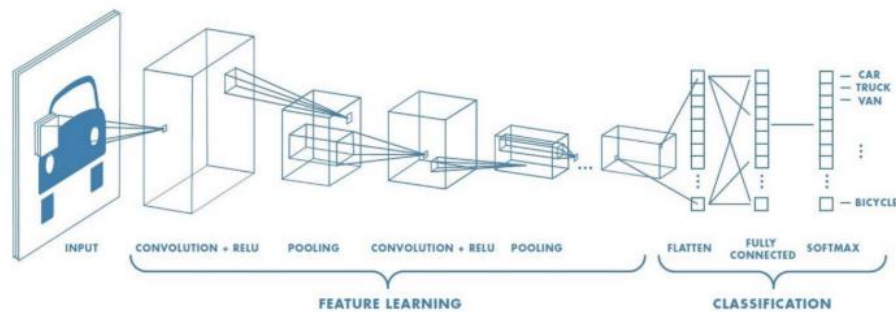 CAR
TRUCK
VAN
BICYCLE
INPUT CONVOLUTION + RELU POOLING CONVOLUTION + RELU POOLING FLATTEN FULLY CONNECTED SOFTMAX
FEATURE LEARNING CLASSIFICATION